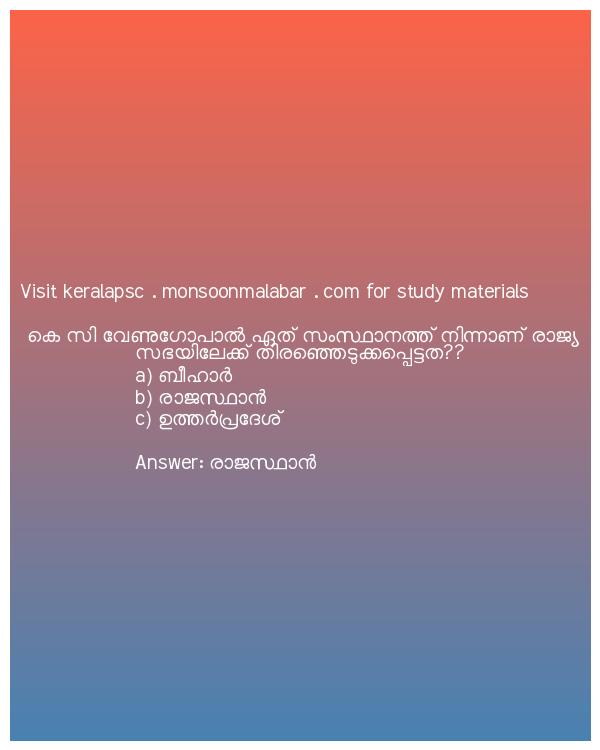 Visit keralapsc . monsoonmalabar . com for study materials
കെ സി വേണുഗോപാൽ ഏത് സംസ്ഥാനത്ത് നിന്നാണ് രാജ്യ
സഭയിലേക്ക് തിരഞ്ഞെടുക്കപ്പെട്ടത??
a) ബീഹാർ
b) രാജസ്ഥാൻ
c) ഉത്തർപ്രദേശ്
Answer: രാജസ്ഥാൻ